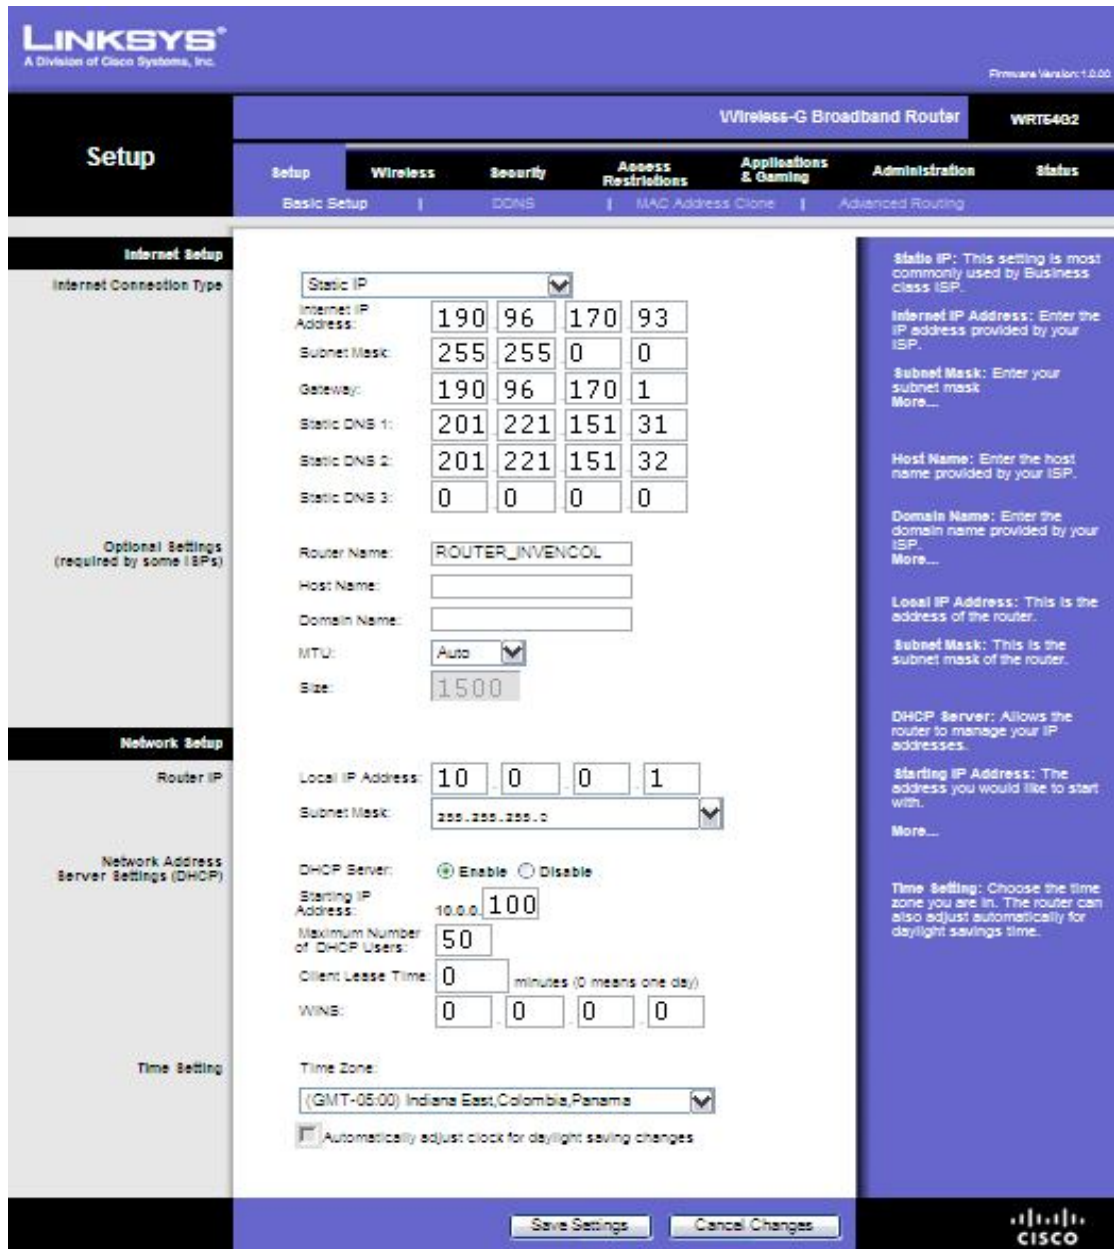 LINKSYS®
A Division of Cisco Systems, Inc.
Firmware Version: 1.0.00
Wireless-G Broadband Router
WRT54G2
Setup
Setup
Wireless
Security
Access Restrictions
Applications & Gaming
Administration
Status
Basic Setup | DDNS | MAC Address Clone | Advanced Routing
Internet Setup
Internet Connection Type
Static IP
Internet IP Address: 190 . 96 . 170 . 93
Subnet Mask: 255 . 255 . 0 . 0
Gateway: 190 . 96 . 170 . 1
Static DNS 1: 201 . 221 . 151 . 31
Static DNS 2: 201 . 221 . 151 . 32
Static DNS 3: 0 . 0 . 0 . 0
Optional Settings
(required by some ISPs)
Router Name: ROUTER_INVENCOL
Host Name:
Domain Name:
MTU: Auto
Size: 1500
Network Setup
Router IP
Local IP Address: 10 . 0 . 0 . 1
Subnet Mask: 255.255.255.0
Network Address
Server Settings (DHCP)
DHCP Server: Enable Disable
Starting IP Address: 10.0.0. 100
Maximum Number of DHCP Users: 50
Client Lease Time: 0 minutes (0 means one day)
WINS: 0 . 0 . 0 . 0
Time Setting
Time Zone:
(GMT-05:00) Indiana East,Colombia,Panama
Automatically adjust clock for daylight saving changes
Static IP: This setting is most
commonly used by Business
class ISP.
Internet IP Address: Enter the
IP address provided by your
ISP.
Subnet Mask: Enter your
subnet mask
More...
Host Name: Enter the host
name provided by your ISP.
Domain Name: Enter the
domain name provided by your
ISP.
More...
Local IP Address: This is the
address of the router.
Subnet Mask: This is the
subnet mask of the router.
DHCP Server: Allows the
router to manage your IP
addresses.
Starting IP Address: The
address you would like to start
with.
More...
Time Setting: Choose the time
zone you are in. The router can
also adjust automatically for
daylight savings time.
Save Settings
Cancel Changes
CISCO